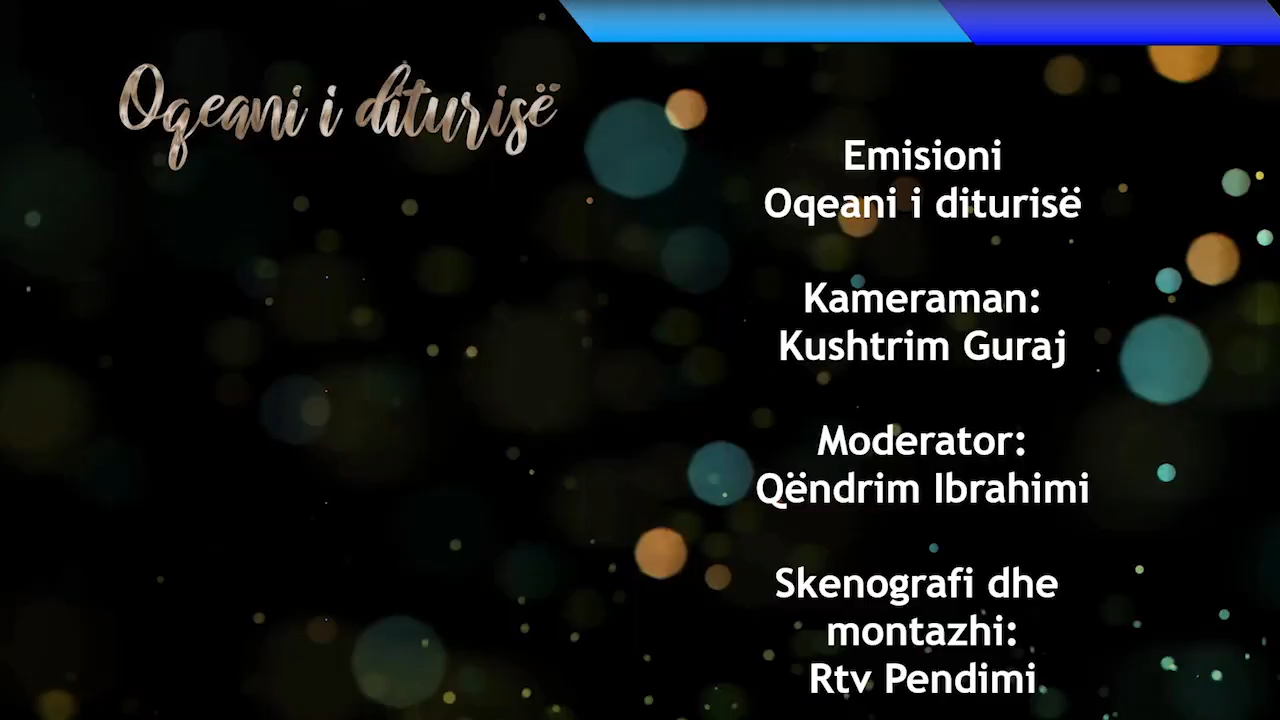 Oqeani i diturisë
Emisioni
Oqeani i diturisë
Kameraman:
Kushtrim Guraj
Moderator:
Qëndrim Ibrahimi
Skenografi dhe
montazhi:
Rtv Pendimi